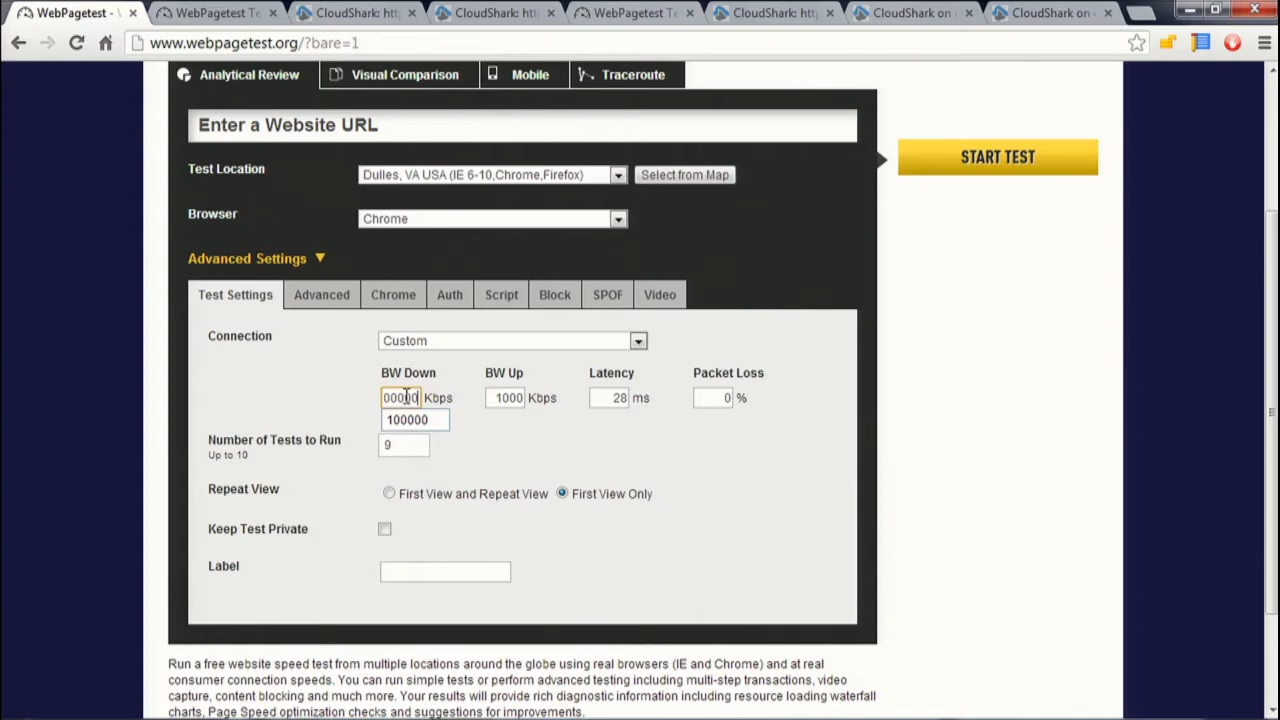 WebPagetest - V
WebPagetest Te
CloudShark: http
CloudShark: http
WebPagetest Te
CloudShark: http
CloudShark on
CloudShark on
www.webpagetest.org/?bare=1
Analytical Review
Visual Comparison
Mobile
Traceroute
Enter a Website URL
START TEST
Test Location
Dulles, VA USA (IE 6-10,Chrome,Firefox)
Select from Map
Browser
Chrome
Advanced Settings ▼
Test Settings
Advanced
Chrome
Auth
Script
Block
SPOF
Video
Connection
Custom
BW Down
BW Up
Latency
Packet Loss
00000 Kbps
1000 Kbps
28 ms
0 %
100000
Number of Tests to Run
Up to 10
9
Repeat View
First View and Repeat View
First View Only
Keep Test Private
Label
Run a free website speed test from multiple locations around the globe using real browsers (IE and Chrome) and at real
consumer connection speeds. You can run simple tests or perform advanced testing including multi-step transactions, video
capture, content blocking and much more. Your results will provide rich diagnostic information including resource loading waterfall
charts, Page Speed optimization checks and suggestions for improvements.